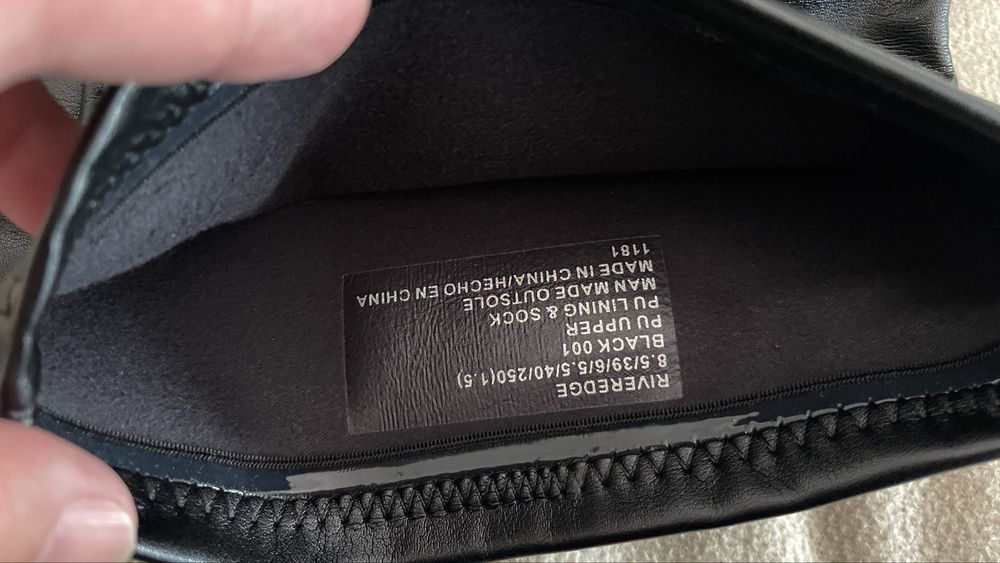 RIVEREDGE
8.5/39/6/5.5/40/250(1.5)
BLACK 001
PU UPPER
PU LINING & SOCK
MAN MADE OUTSOLE
MADE IN CHINA/HECHO EN CHINA
1181